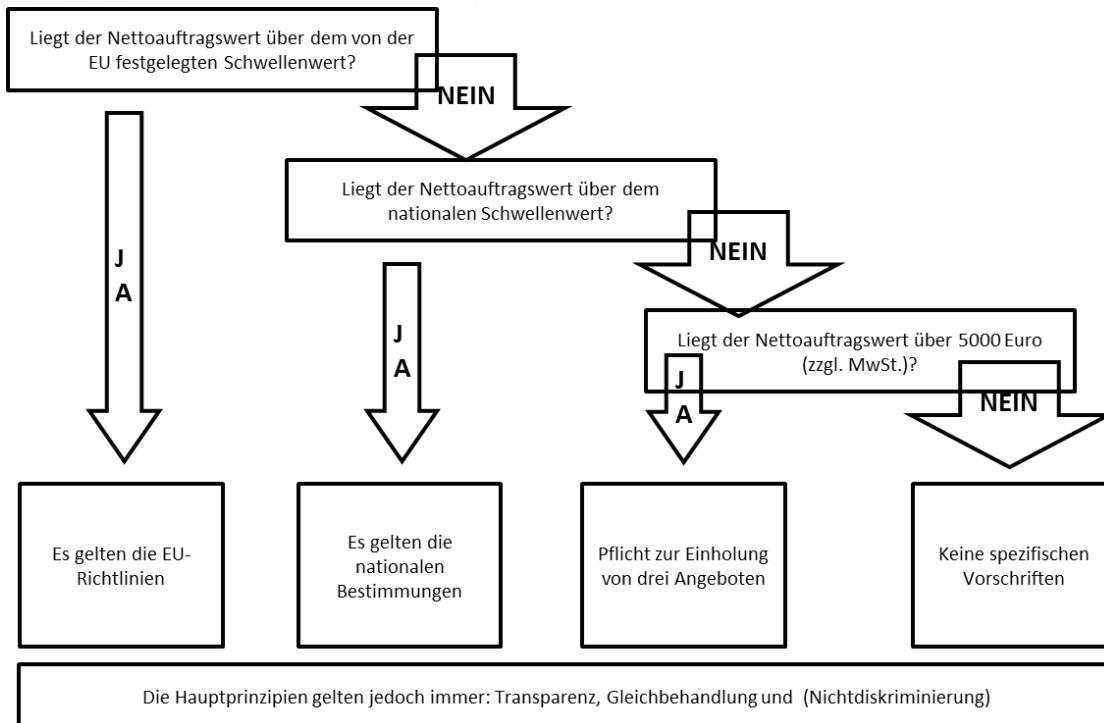 Liegt der Nettoauftragswert über dem von der
EU festgelegten Schwellenwert?
NEIN
Liegt der Nettoauftragswert über dem
nationalen Schwellenwert?
NEIN
J
A
J
A
Liegt der Nettoauftragswert über 5000 Euro
(zzgl. MwSt.)?
J
A
NEIN
Es gelten die EU-
Richtlinien
Es gelten die
nationalen
Bestimmungen
Pflicht zur Einholung
von drei Angeboten
Keine spezifischen
Vorschriften
Die Hauptprinzipien gelten jedoch immer: Transparenz, Gleichbehandlung und (Nichtdiskriminierung)